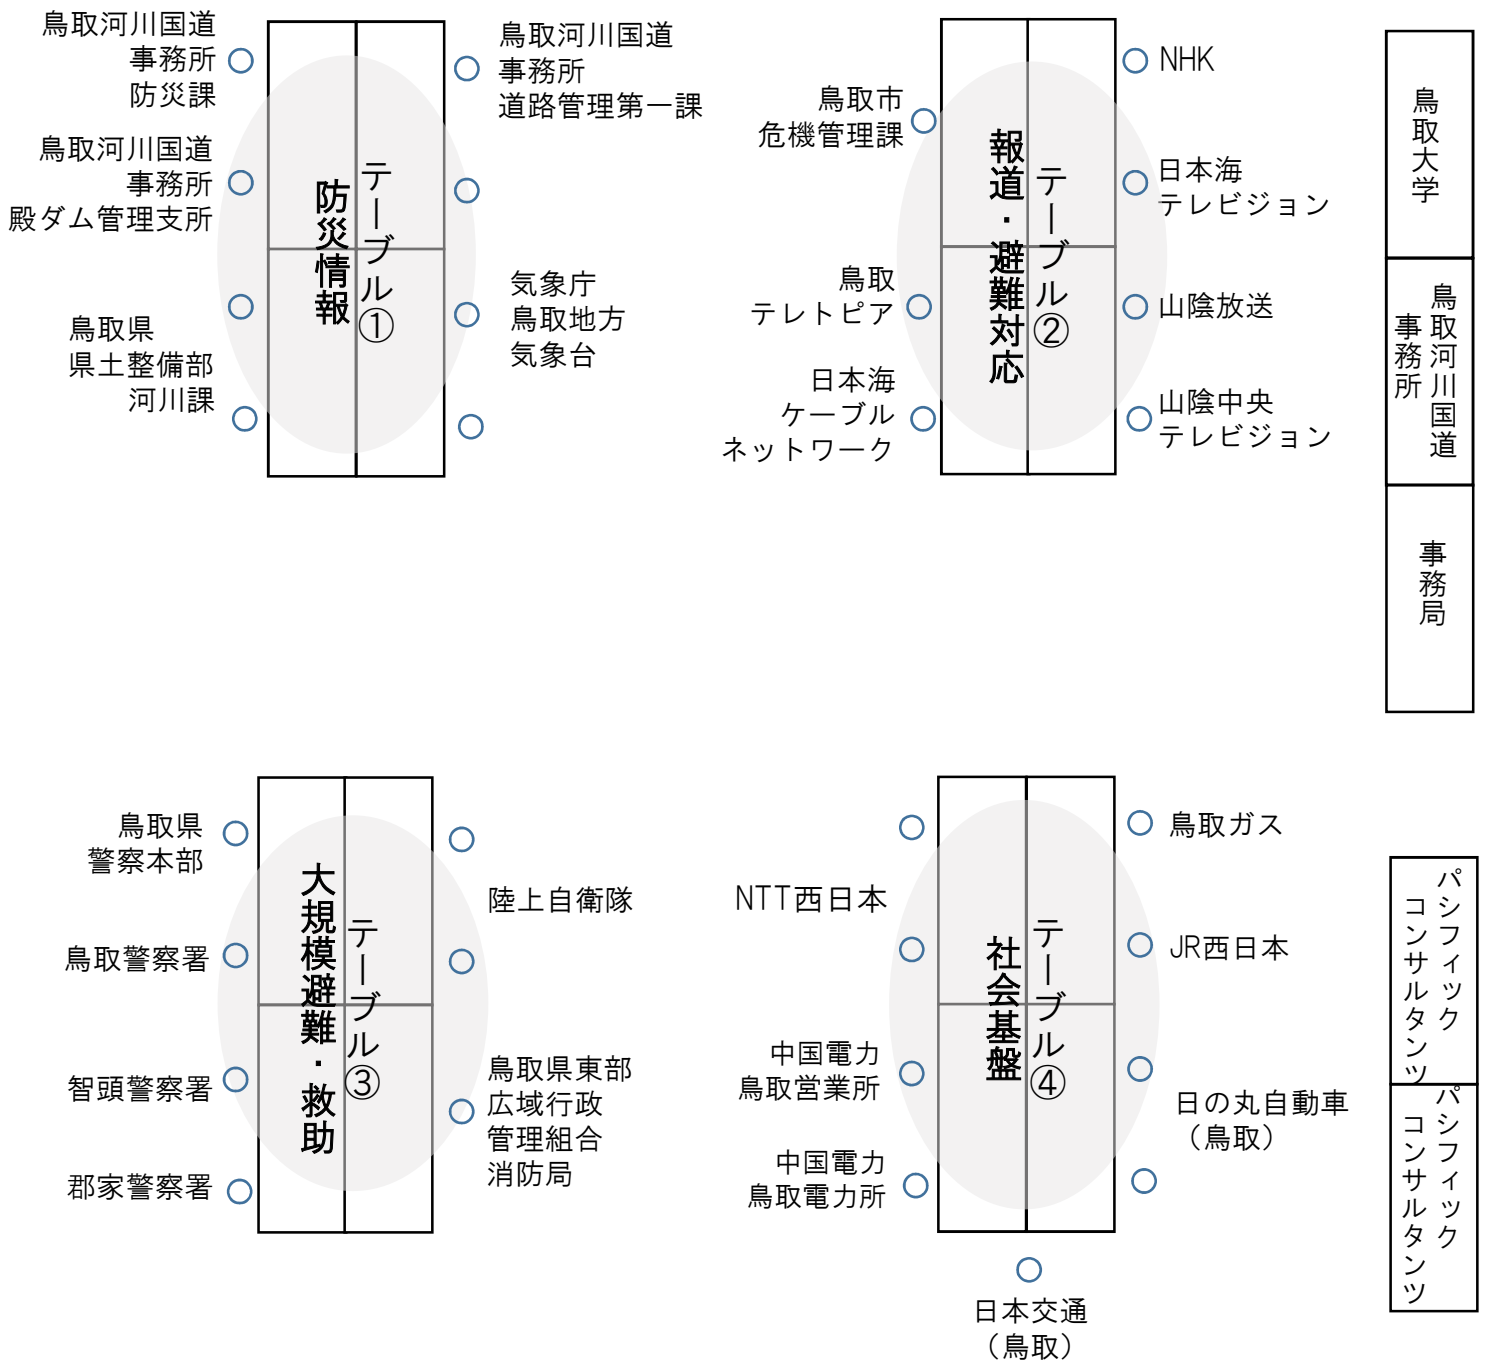 鳥取河川国道
事務所
防災課
鳥取河川国道
事務所
殿ダム管理支所
鳥取県
県土整備部
河川課
テーブル①
防災情報
鳥取河川国道
事務所
道路管理第一課
気象庁
鳥取地方
気象台
鳥取市
危機管理課
鳥取
テレトピア
日本海
ケーブル
ネットワーク
テーブル②
報道・避難対応
NHK
日本海
テレビジョン
山陰放送
山陰中央
テレビジョン
鳥取大学
鳥取河川国道
事務所
事務局
鳥取県
警察本部
鳥取警察署
智頭警察署
郡家警察署
テーブル③
大規模避難・救助
陸上自衛隊
鳥取県東部
広域行政
管理組合
消防局
NTT西日本
中国電力
鳥取営業所
中国電力
鳥取電力所
テーブル④
社会基盤
鳥取ガス
JR西日本
日の丸自動車
（鳥取）
日本交通
（鳥取）
パシフィック
コンサルタンツ
パシフィック
コンサルタンツ